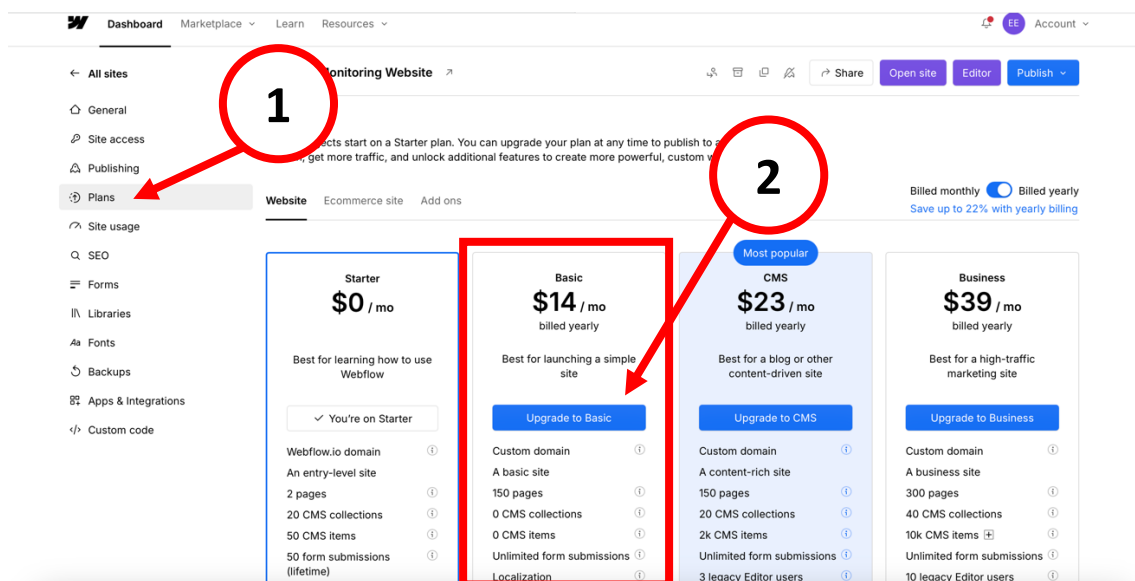 Dashboard Marketplace Learn Resources EE Account
← All sites
onitoring Website ↗ Share Open site Editor Publish
General
Site access
Publishing
Plans
Site usage
SEO
Forms
Libraries
Aa Fonts
Backups
Apps & Integrations
</> Custom code
1
2
ects start on a Starter plan. You can upgrade your plan at any time to publish to a
get more traffic, and unlock additional features to create more powerful, custom w
Website Ecommerce site Add ons
Billed monthly Billed yearly
Save up to 22% with yearly billing
Starter
$0 / mo
Best for learning how to use
Webflow
✓ You're on Starter
Webflow.io domain
An entry-level site
2 pages
20 CMS collections
50 CMS items
50 form submissions
(lifetime)
Basic
$14 / mo
billed yearly
Best for launching a simple
site
Upgrade to Basic
Custom domain
A basic site
150 pages
0 CMS collections
0 CMS items
Unlimited form submissions
Localization
Most popular
CMS
$23 / mo
billed yearly
Best for a blog or other
content-driven site
Upgrade to CMS
Custom domain
A content-rich site
150 pages
20 CMS collections
2k CMS items
Unlimited form submissions
3 legacy Editor users
Business
$39 / mo
billed yearly
Best for a high-traffic
marketing site
Upgrade to Business
Custom domain
A business site
300 pages
40 CMS collections
10k CMS items
Unlimited form submissions
10 legacy Editor users